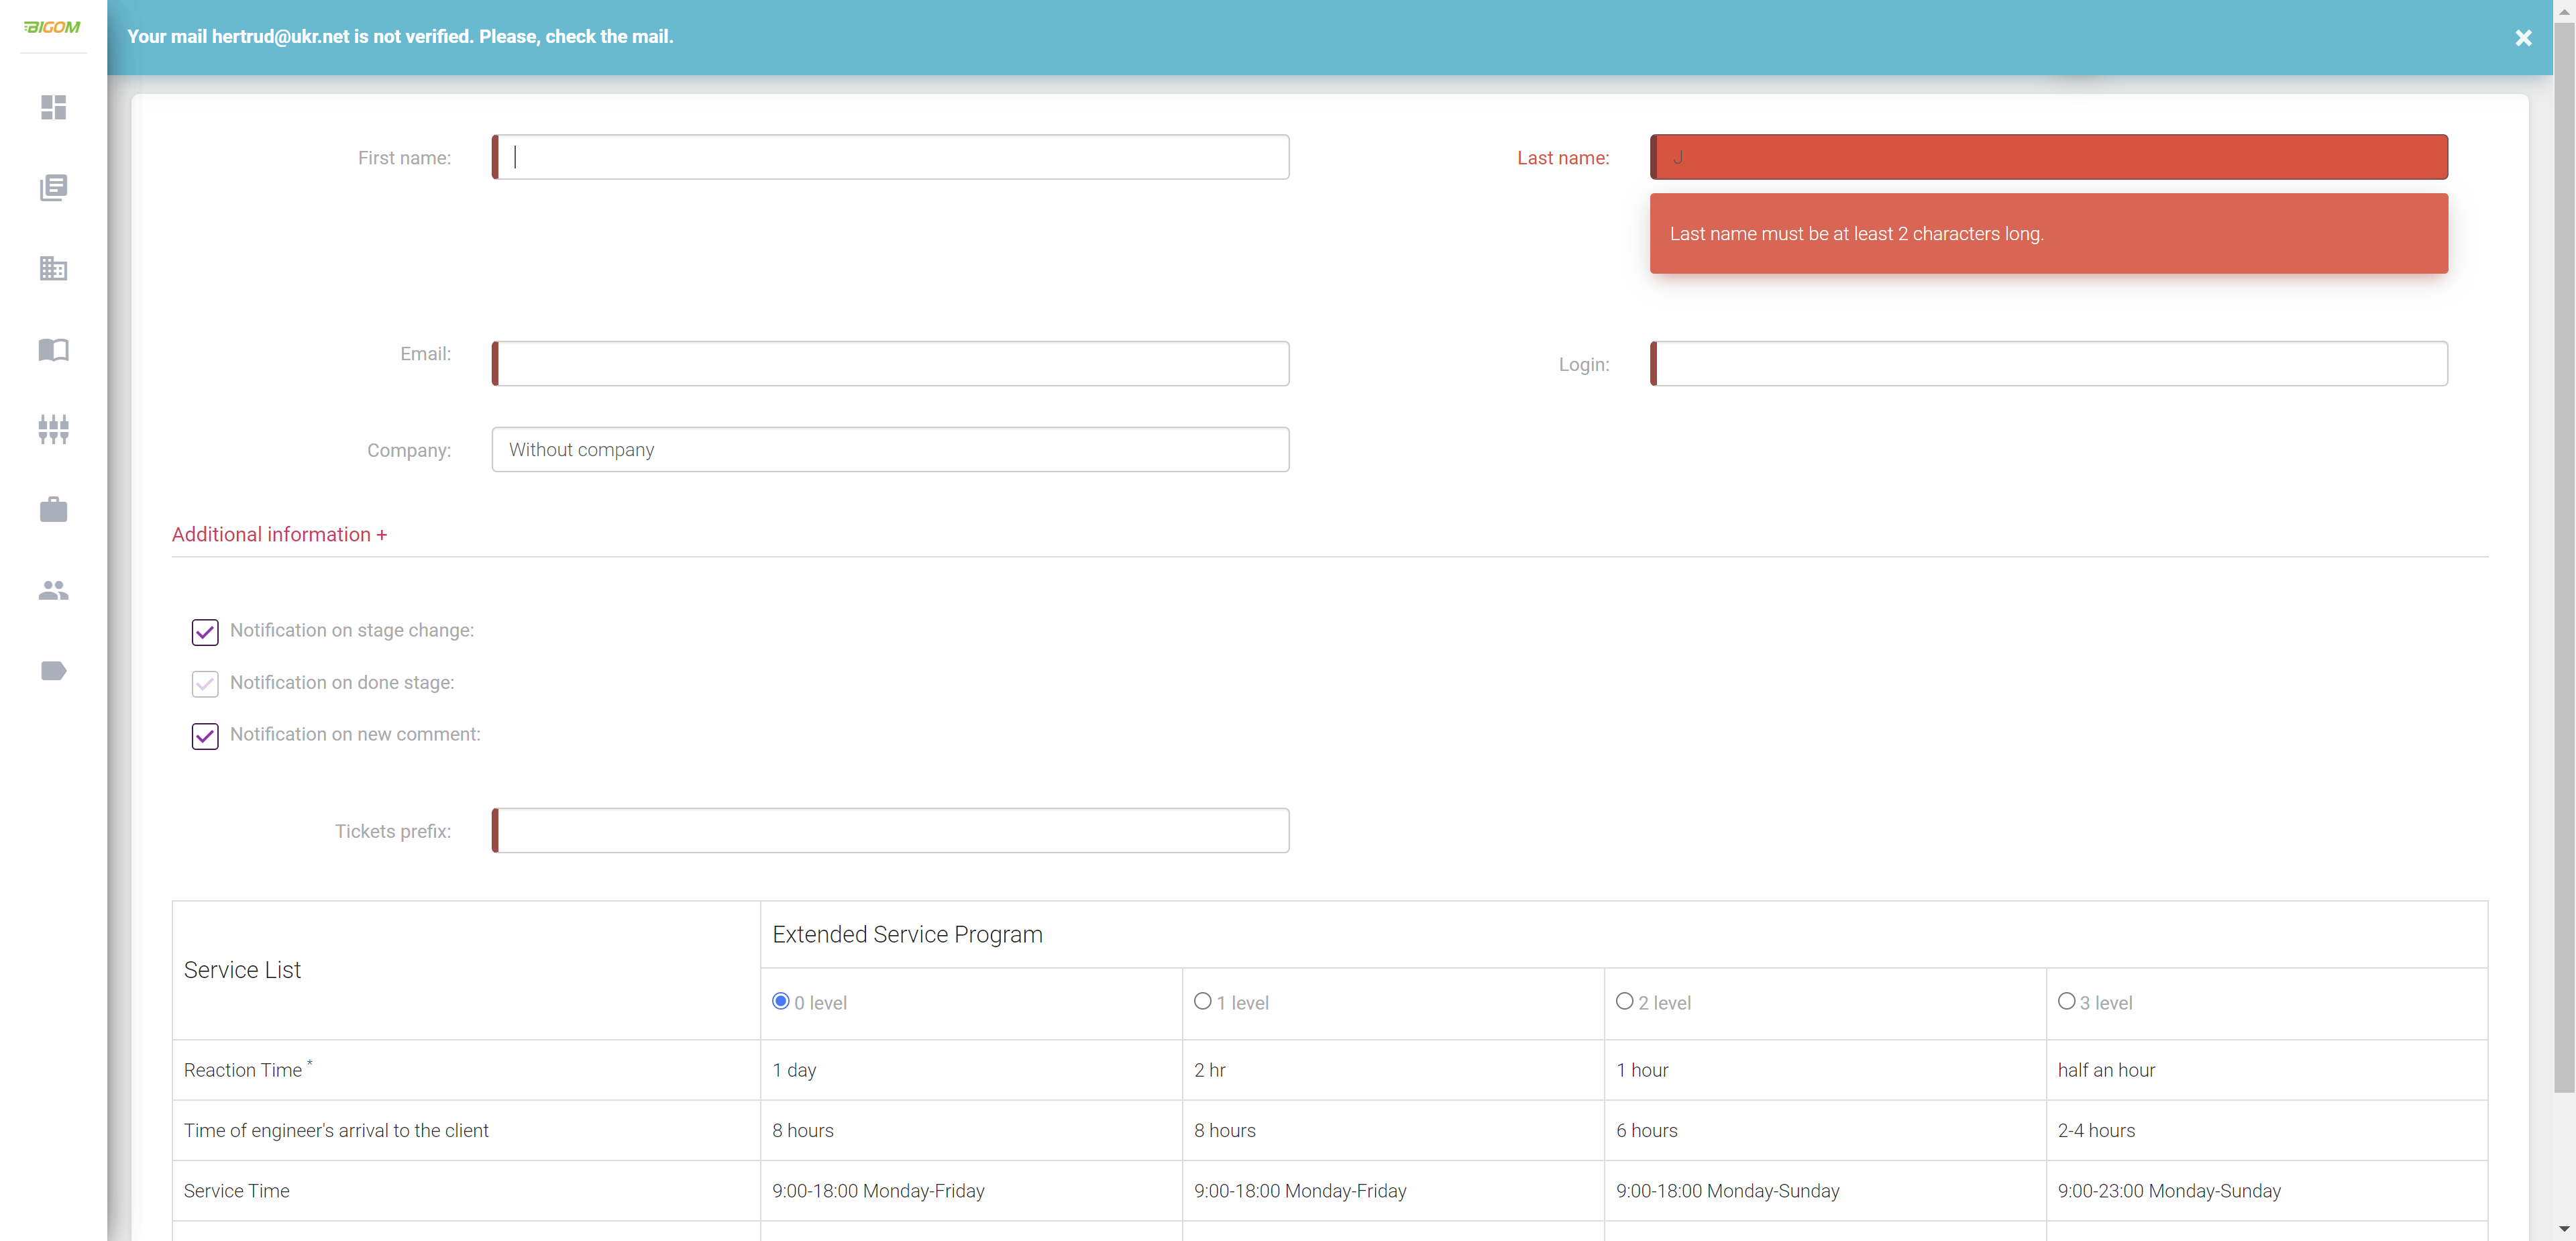 BIGOM
Your mail hertrud@ukr.net is not verified. Please, check the mail.
First name:
Last name:
J
Last name must be at least 2 characters long.
Email:
Login:
Company:
Without company
Additional information +
Notification on stage change:
Notification on done stage:
Notification on new comment:
Tickets prefix:
Service List
Extended Service Program
0 level
1 level
2 level
3 level
Reaction Time *
1 day
2 hr
1 hour
half an hour
Time of engineer's arrival to the client
8 hours
8 hours
6 hours
2-4 hours
Service Time
9:00-18:00 Monday-Friday
9:00-18:00 Monday-Friday
9:00-18:00 Monday-Sunday
9:00-23:00 Monday-Sunday